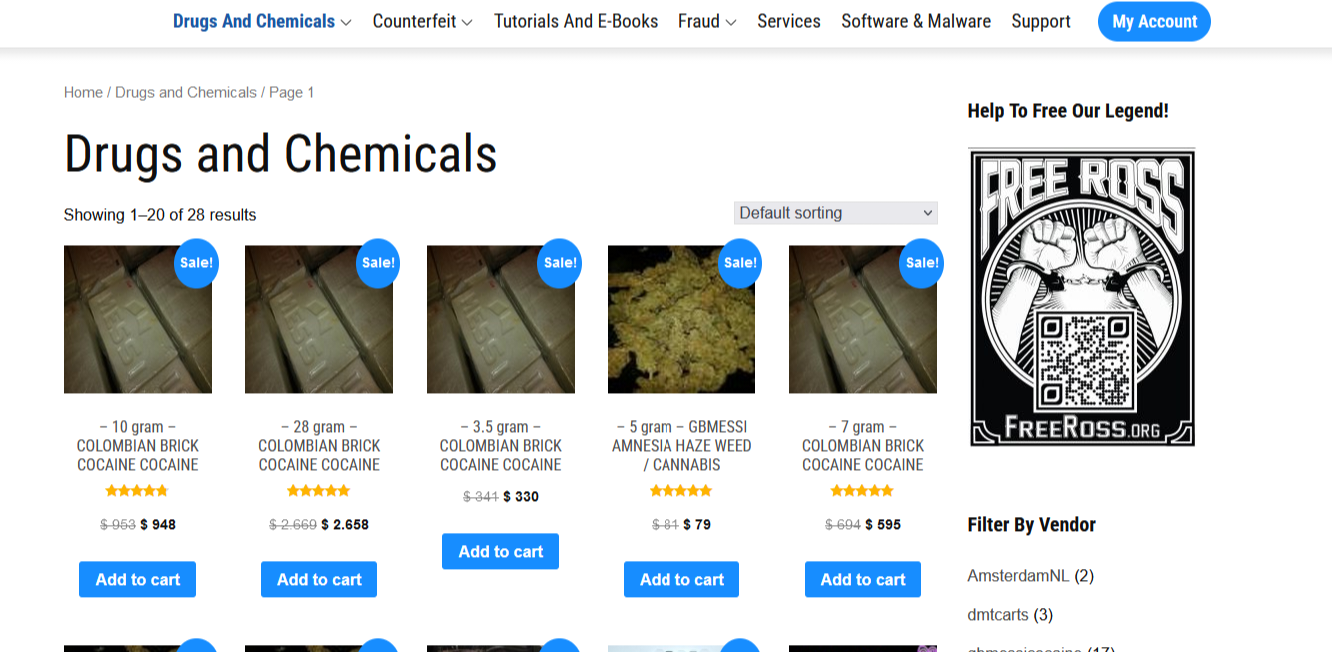 Drugs And Chemicals Counterfeit Tutorials And E-Books Fraud Services Software & Malware Support My Account
Home / Drugs and Chemicals / Page 1
Drugs and Chemicals
Showing 1–20 of 28 results
Default sorting
Sale! Sale! Sale! Sale! Sale!
– 10 gram –
COLOMBIAN BRICK
COCAINE COCAINE
$ 953 $ 948
Add to cart
– 28 gram –
COLOMBIAN BRICK
COCAINE COCAINE
$ 2.669 $ 2.658
Add to cart
– 3.5 gram –
COLOMBIAN BRICK
COCAINE COCAINE
$ 341 $ 330
Add to cart
– 5 gram – GBMESSI
AMNESIA HAZE WEED
/ CANNABIS
$ 81 $ 79
Add to cart
– 7 gram –
COLOMBIAN BRICK
COCAINE COCAINE
$ 694 $ 595
Add to cart
Help To Free Our Legend!
FREE ROSS
FREEROSS.ORG
Filter By Vendor
AmsterdamNL (2)
dmtcarts (3)